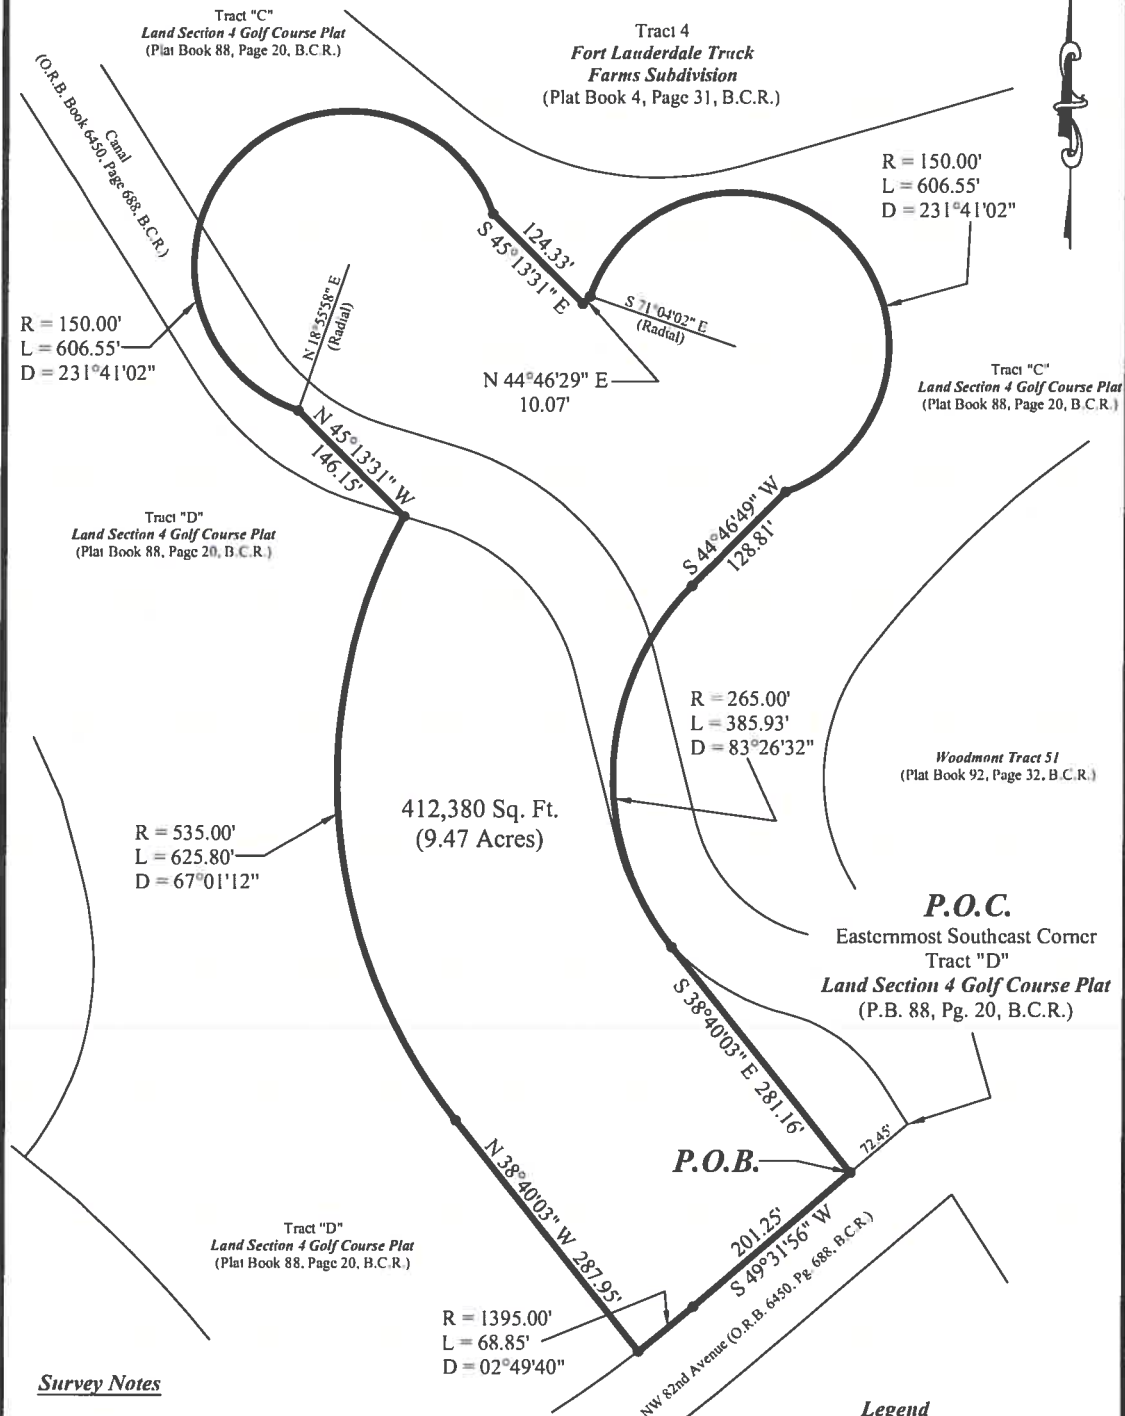 Tract "C"
Land Section 4 Golf Course Plat
(Plat Book 88, Page 20, B.C.R.)
Tract 4
Fort Lauderdale Truck
Farms Subdivision
(Plat Book 4, Page 31, B.C.R.)
Canal
(O.R.B. Book 6450, Page 688, B.C.R.)
R = 150.00'
L = 606.55'
D = 231°41'02"
124.33'
S 45°13'31" E
R = 150.00'
L = 606.55'
D = 231°41'02"
N 18°55'58" E
(Radial)
S 71°04'02" E
(Radial)
N 44°46'29" E
10.07'
Tract "C"
Land Section 4 Golf Course Plat
(Plat Book 88, Page 20, B.C.R.)
N 45°13'31" W
146.15'
S 44°46'49" W
128.81'
Tract "D"
Land Section 4 Golf Course Plat
(Plat Book 88, Page 20, B.C.R.)
R = 265.00'
L = 385.93'
D = 83°26'32"
Woodmont Tract 51
(Plat Book 92, Page 32, B.C.R.)
412,380 Sq. Ft.
(9.47 Acres)
R = 535.00'
L = 625.80'
D = 67°01'12"
P.O.C.
Easternmost Southeast Corner
Tract "D"
Land Section 4 Golf Course Plat
(P.B. 88, Pg. 20, B.C.R.)
S 38°40'03" E 281.16'
72.45'
P.O.B.
N 38°40'03" W 287.95'
201.25'
S 49°31'56" W
Tract "D"
Land Section 4 Golf Course Plat
(Plat Book 88, Page 20, B.C.R.)
NW 82nd Avenue (O.R.B. 6450, Pg. 688, B.C.R.)
R = 1395.00'
L = 68.85'
D = 02°49'40"
Survey Notes
Legend